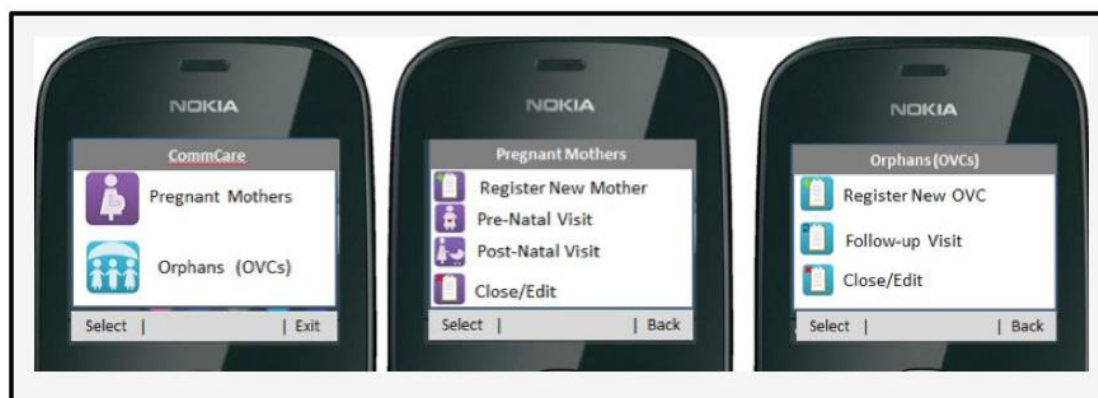 NOKIA
CommCare
Pregnant Mothers
Orphans (OVCs)
Select |
| Exit
NOKIA
Pregnant Mothers
Register New Mother
Pre-Natal Visit
Post-Natal Visit
Close/Edit
Select |
| Back
NOKIA
Orphans (OVCs)
Register New OVC
Follow-up Visit
Close/Edit
Select |
| Back